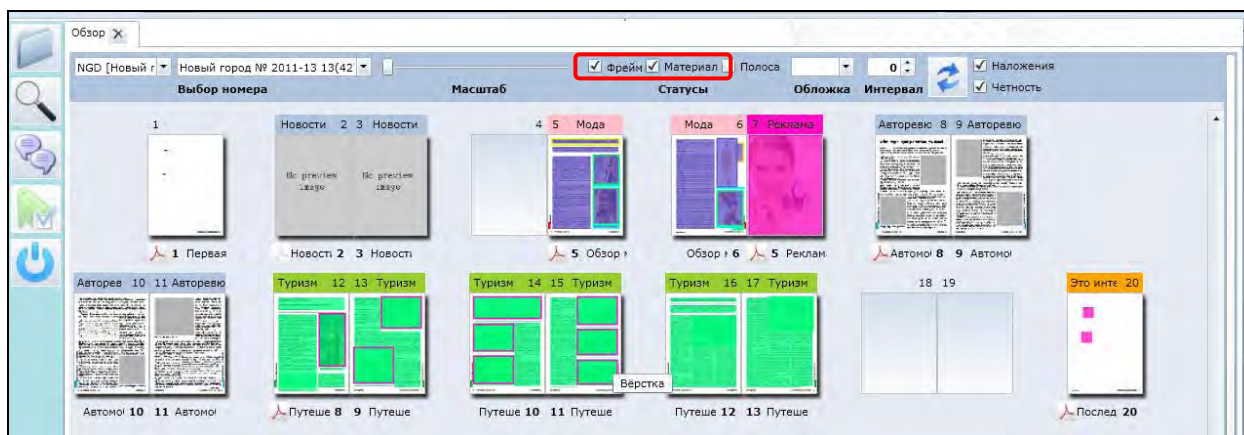 Обзор X
NGD [Новый г Новый город № 2011-13 13(42 Фрейм Материал Полоса 0 Наложения
Выбор номера Масштаб Статусы Обложка Интервал Четность
1 Новости 2 3 Новости 4 5 Мода Мода 6 7 Реклама Авторевю 8 9 Авторевю
No preview image No preview image
1 Первая Новост 2 3 Новост 5 Обзор Обзор 6 5 Реклам Автомо 8 9 Автомо
Авторев 10 11 Авторевю Туризм 12 13 Туризм Туризм 14 15 Туризм Туризм 16 17 Туризм 18 19 Это инте 20
Вёрстка
Автомо 10 11 Автомо Путеше 8 9 Путеше Путеше 10 11 Путеше Путеше 12 13 Путеше Послед 20